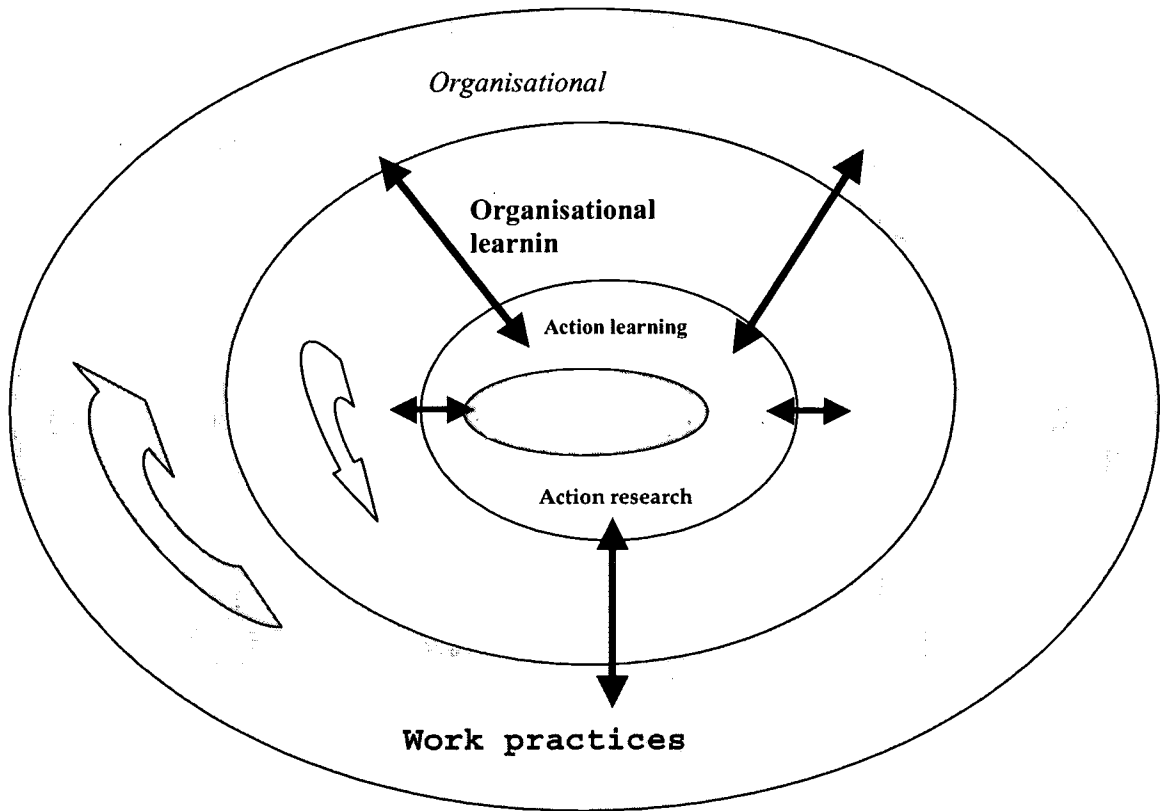 Organisational
Organisational
learnin
Action learning
Action research
Work practices